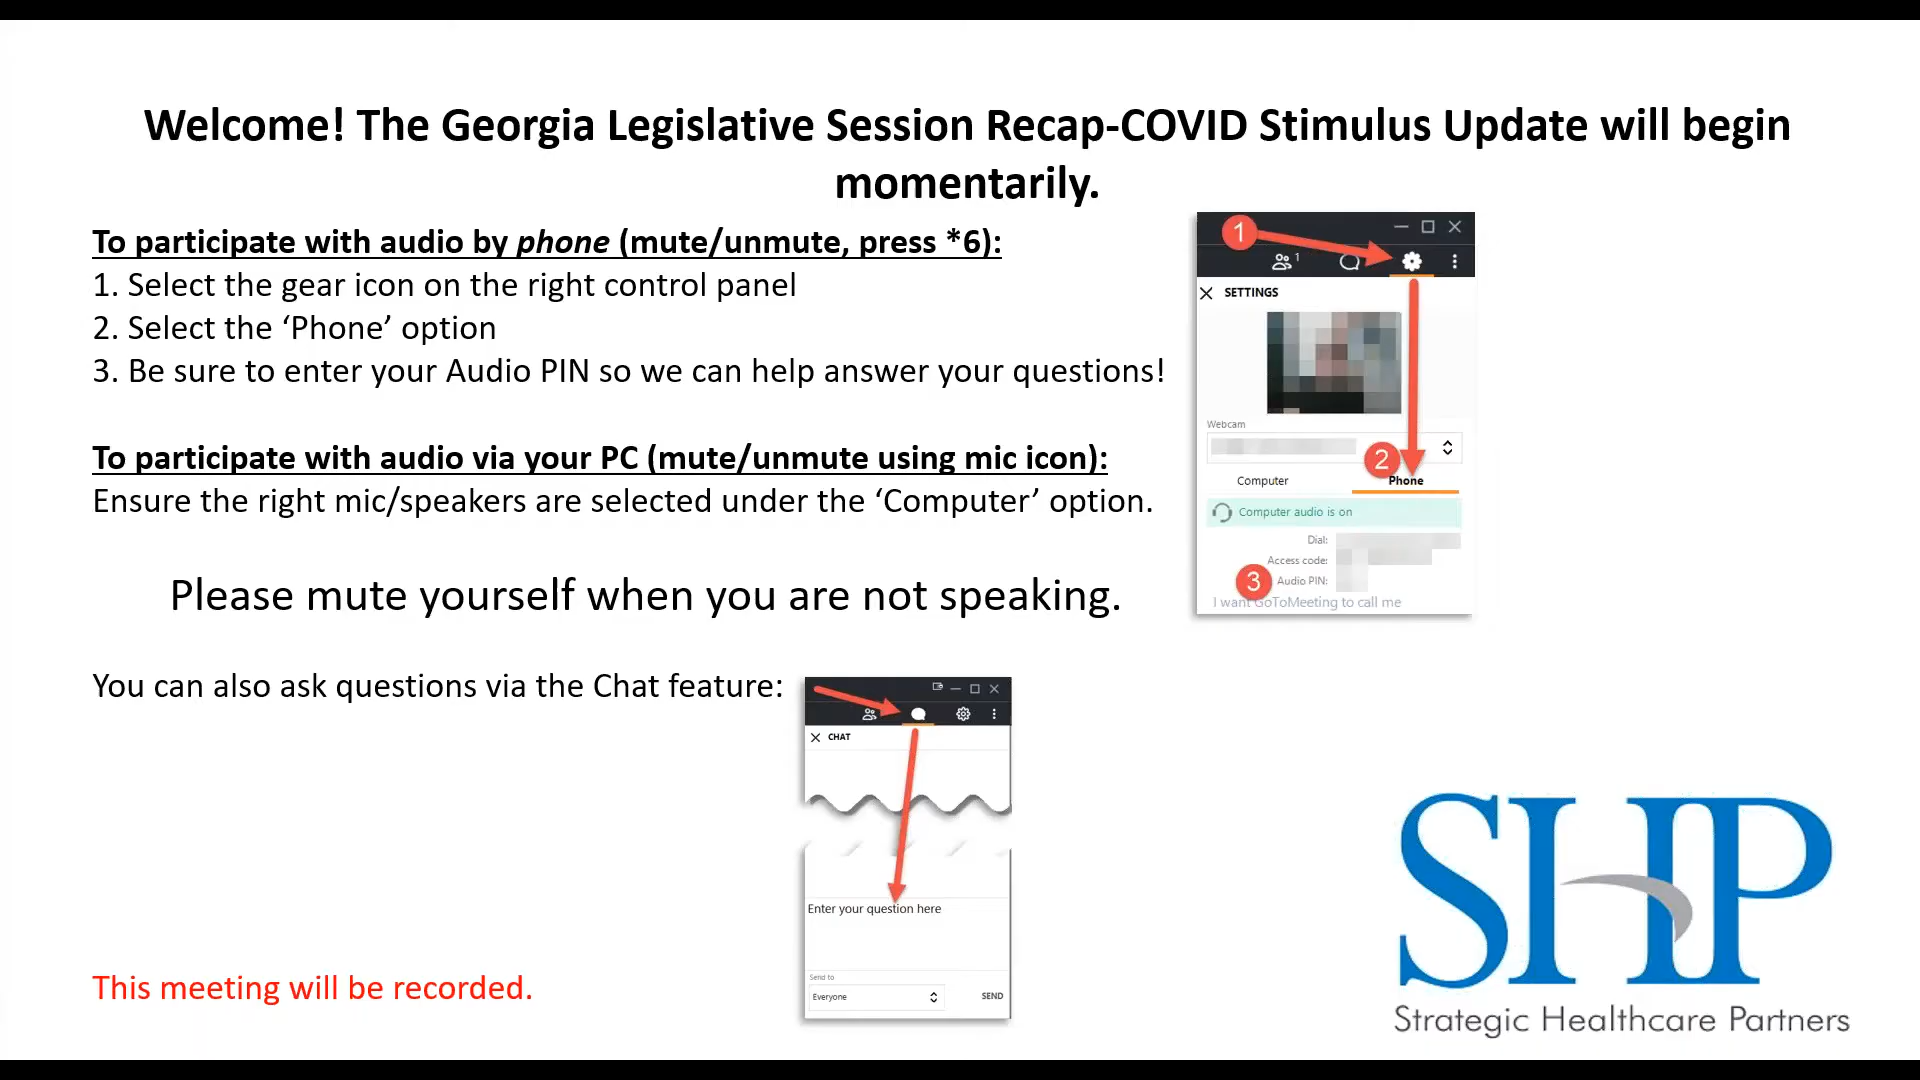 Welcome! The Georgia Legislative Session Recap-COVID Stimulus Update will begin
momentarily.
To participate with audio by phone (mute/unmute, press *6):
1. Select the gear icon on the right control panel
2. Select the ‘Phone’ option
3. Be sure to enter your Audio PIN so we can help answer your questions!
To participate with audio via your PC (mute/unmute using mic icon):
Ensure the right mic/speakers are selected under the ‘Computer’ option.
Please mute yourself when you are not speaking.
You can also ask questions via the Chat feature:
This meeting will be recorded.
1
1
SETTINGS
Webcam
2
Computer Phone
Computer audio is on
Dial:
Access code:
3 Audio PIN:
I want GoToMeeting to call me
CHAT
Enter your question here
Send to
Everyone SEND
SHP
Strategic Healthcare Partners